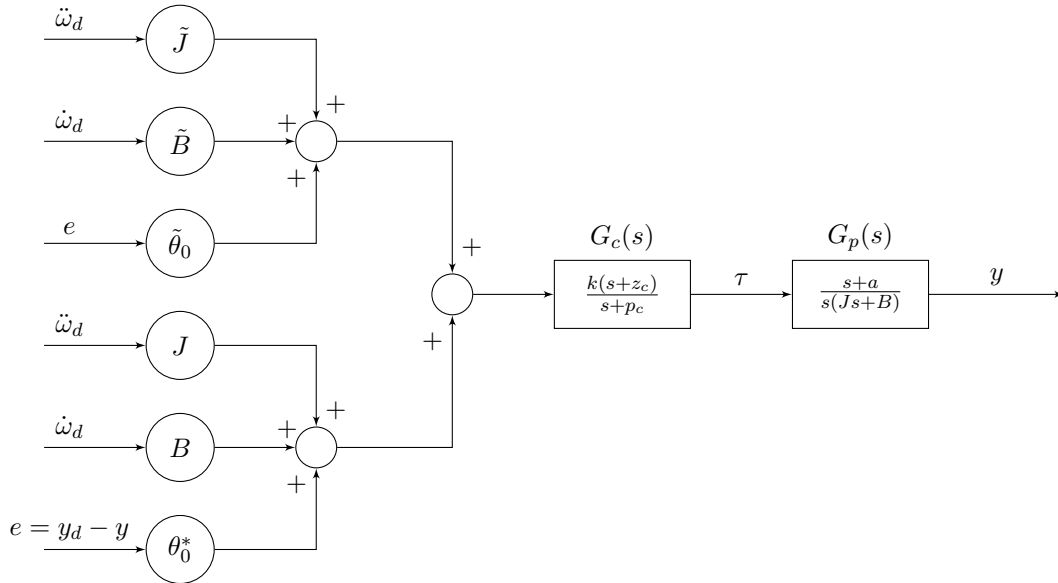 ω̈_d
J̃
+
ω̇_d
B̃
+
+
e
θ̃_0
+
G_c(s)
G_p(s)
k(s+z_c)
s+p_c
τ
s+a
s(Js+B)
y
ω̈_d
J
+
+
ω̇_d
B
+
+
e = y_d − y
θ_0^*